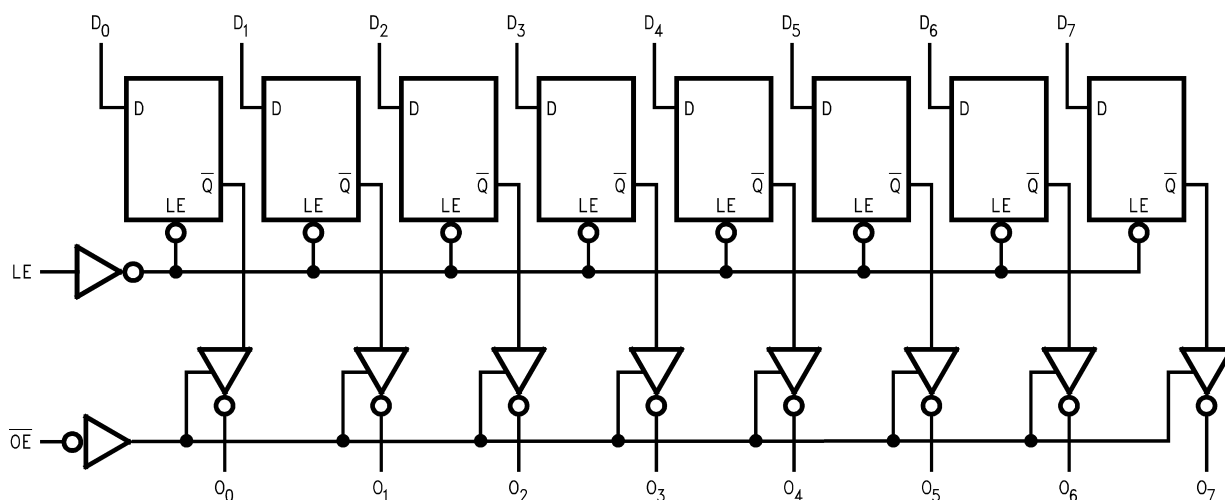 D₀ D₁ D₂ D₃ D₄ D₅ D₆ D₇
D D D D D D D D
Q̅ Q̅ Q̅ Q̅ Q̅ Q̅ Q̅ Q̅
LE LE LE LE LE LE LE LE
LE
O̅E̅
O₀ O₁ O₂ O₃ O₄ O₅ O₆ O₇